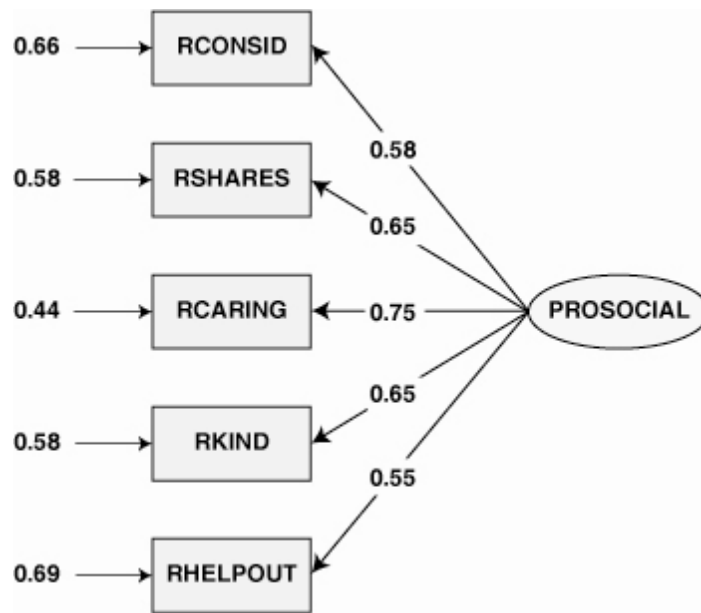 0.66
RCONSID
0.58
0.58
RSHARES
0.65
0.44
RCARING
0.75
PROSOCIAL
0.65
0.58
RKIND
0.55
0.69
RHELPOUT